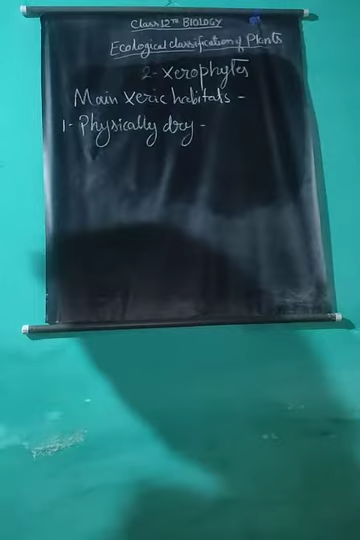 Class 12th BIOLOGY
Ecological classification of Plants
2- Xerophytes
Main Xeric habitats -
1- Physically dry -